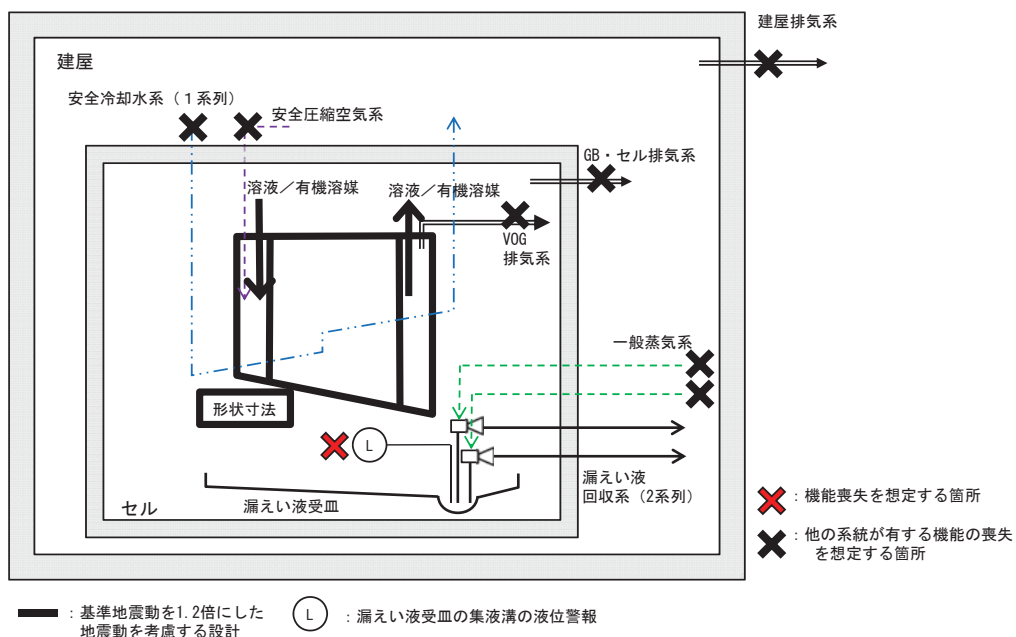 建屋排気系
建屋
安全冷却水系（１系列）
安全圧縮空気系
GB・セル排気系
溶液／有機溶媒
溶液／有機溶媒
VOG
排気系
一般蒸気系
形状寸法
L
漏えい液
回収系（2系列）
漏えい液受皿
セル
：機能喪失を想定する箇所
：他の系統が有する機能の喪失
を想定する箇所
：基準地震動を1.2倍にした
地震動を考慮する設計
L
：漏えい液受皿の集液溝の液位警報